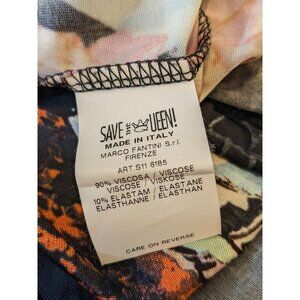 SAVE THE QUEEN!
MADE IN ITALY
MARCO FANTINI S.r.l.
FIRENZE
ART.S11 6185
90% VISCOSA / VISCOSE
VISCOSE / VISKOSE
10% ELASTAM / ELASTANE
ELASTHANNE / ELASTHAN
CARE ON REVERSE